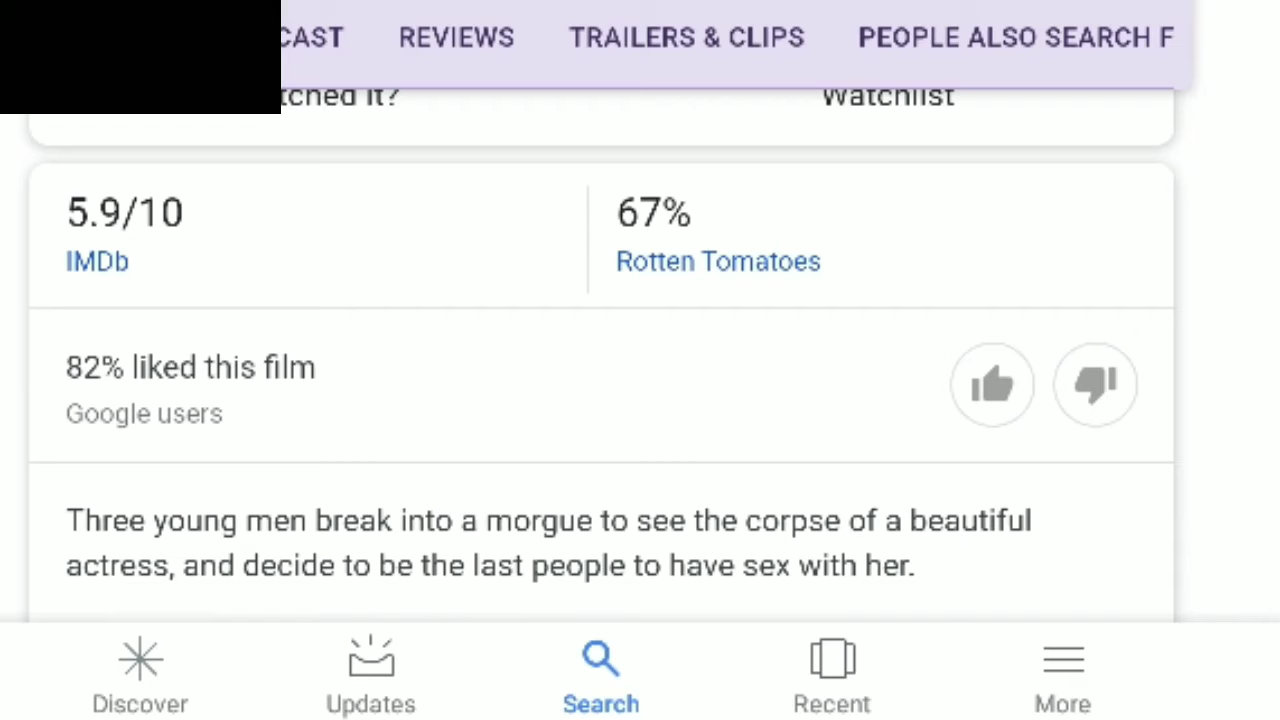 CAST REVIEWS TRAILERS & CLIPS PEOPLE ALSO SEARCH F
tched it? Watchlist
5.9/10 67%
IMDb Rotten Tomatoes
82% liked this film
Google users
Three young men break into a morgue to see the corpse of a beautiful
actress, and decide to be the last people to have sex with her.
Discover Updates Search Recent More